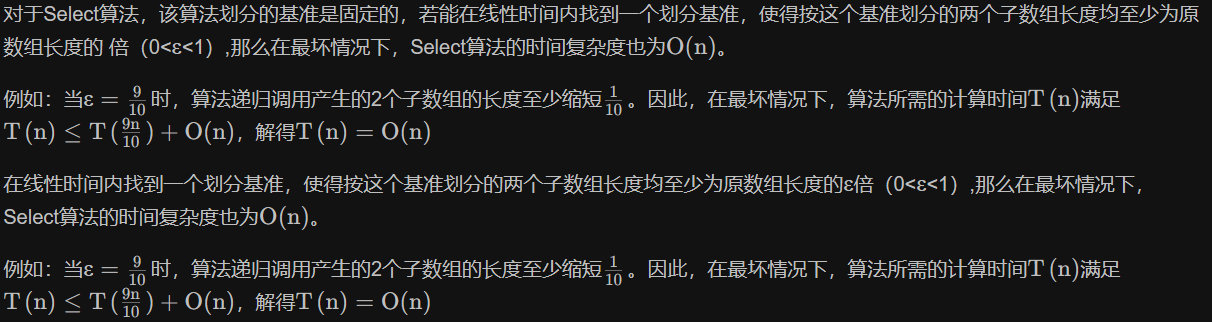 对于Select算法，该算法划分的基准是固定的，若能在线性时间内找到一个划分基准，使得按这个基准划分的两个子数组长度均至少为原
数组长度的 倍（0<ε<1）,那么在最坏情况下，Select算法的时间复杂度也为O(n)。
例如：当ε = 9/10时，算法递归调用产生的2个子数组的长度至少缩短1/10。因此，在最坏情况下，算法所需的计算时间T (n)满足
T (n) ≤ T (9n/10) + O(n)，解得T (n) = O(n)
在线性时间内找到一个划分基准，使得按这个基准划分的两个子数组长度均至少为原数组长度的ε倍（0<ε<1）,那么在最坏情况下，
Select算法的时间复杂度也为O(n)。
例如：当ε = 9/10时，算法递归调用产生的2个子数组的长度至少缩短1/10。因此，在最坏情况下，算法所需的计算时间T (n)满足
T (n) ≤ T (9n/10) + O(n)，解得T (n) = O(n)